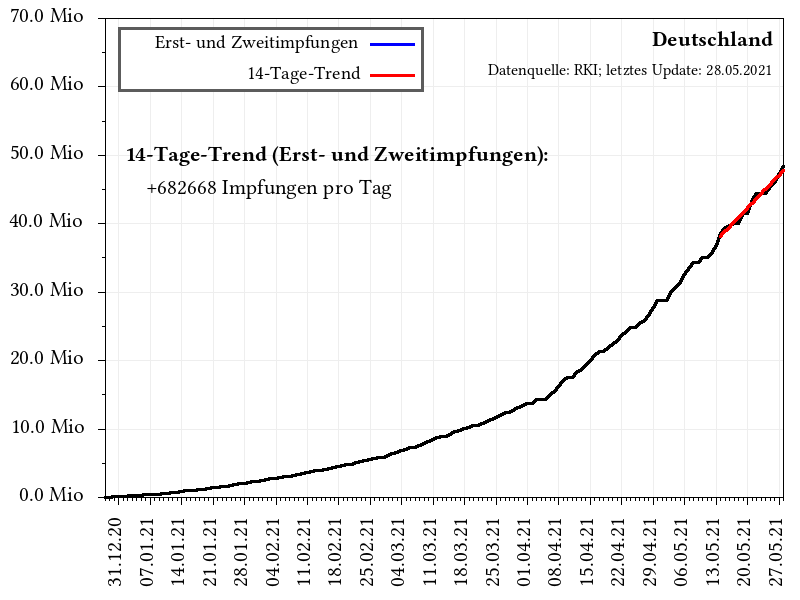 70.0 Mio
60.0 Mio
50.0 Mio
40.0 Mio
30.0 Mio
20.0 Mio
10.0 Mio
0.0 Mio
Erst- und Zweitimpfungen
14-Tage-Trend
Deutschland
Datenquelle: RKI; letztes Update: 28.05.2021
14-Tage-Trend (Erst- und Zweitimpfungen):
+682668 Impfungen pro Tag
31.12.20
07.01.21
14.01.21
21.01.21
28.01.21
04.02.21
11.02.21
18.02.21
25.02.21
04.03.21
11.03.21
18.03.21
25.03.21
01.04.21
08.04.21
15.04.21
22.04.21
29.04.21
06.05.21
13.05.21
20.05.21
27.05.21